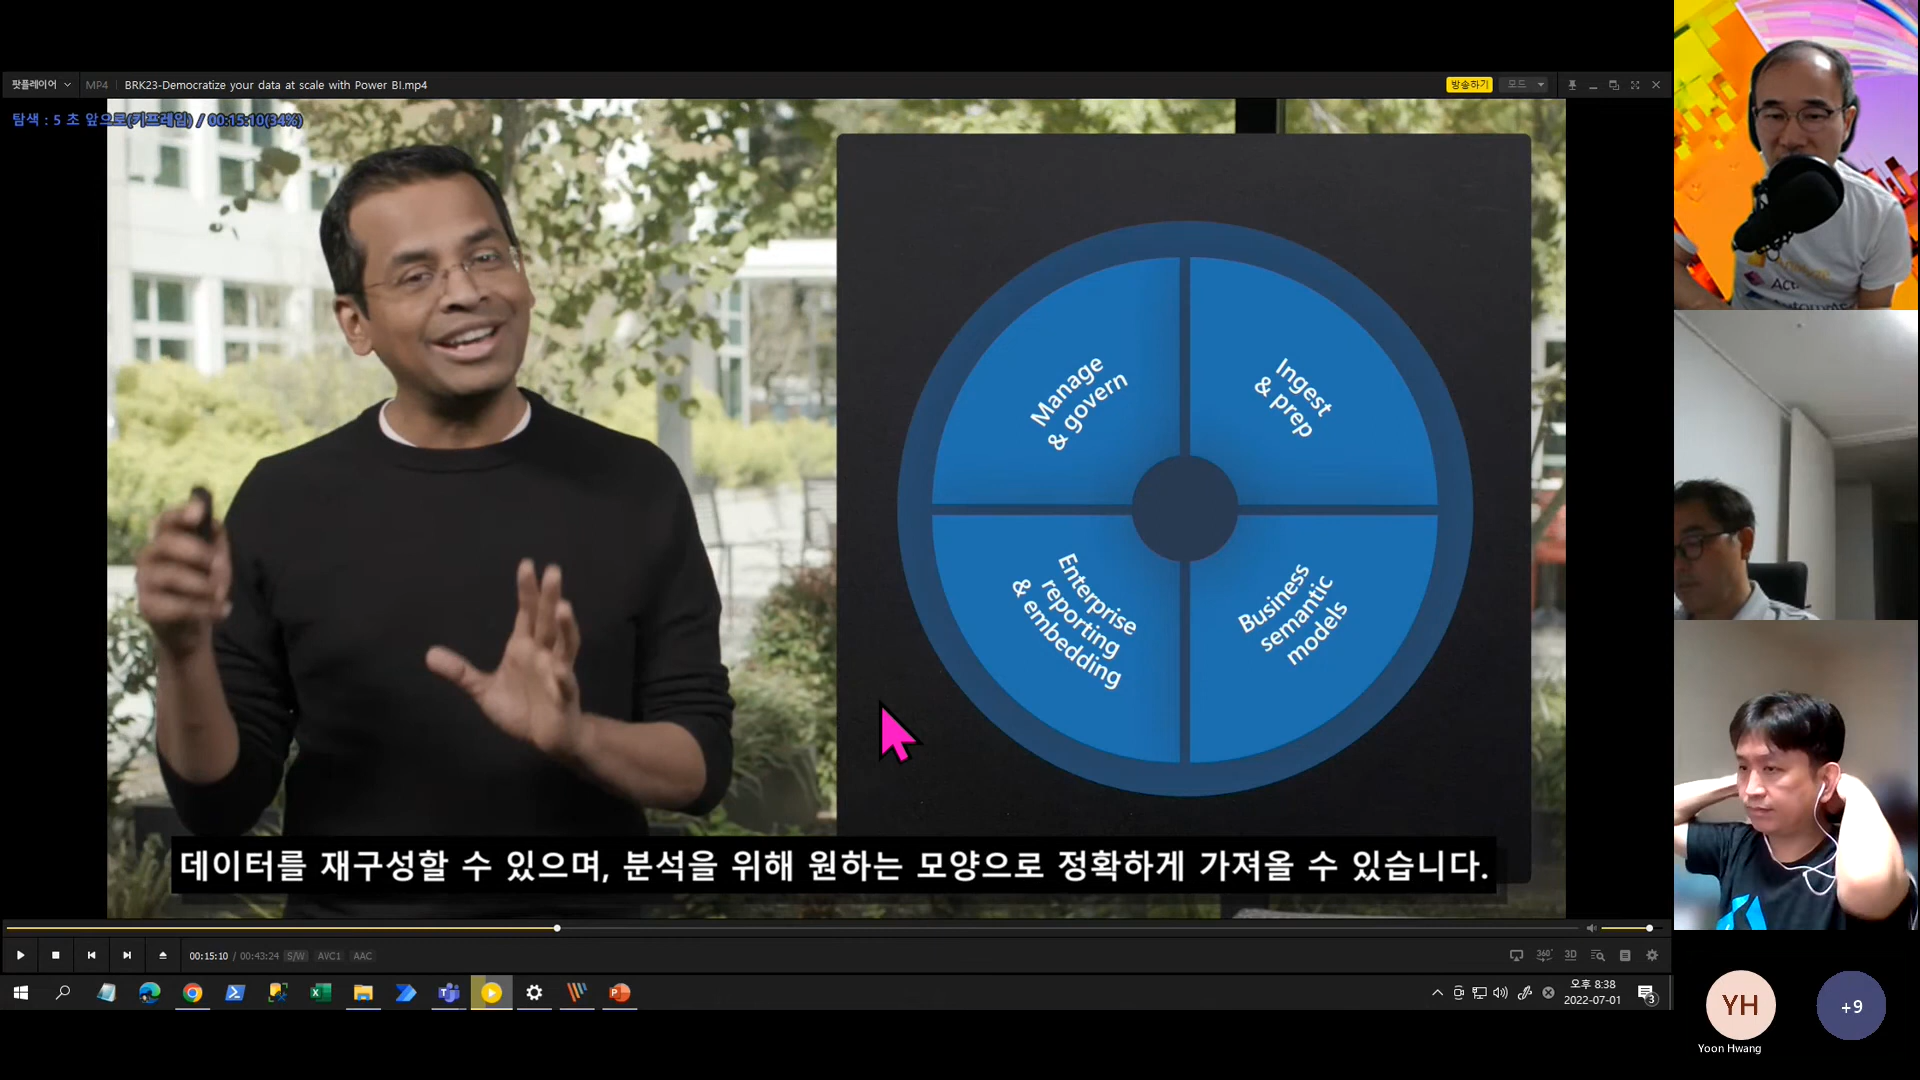 팟플레이어
MP4
BRK23-Democratize your data at scale with Power BI.mp4
방송하기
모드
탐색 : 5 초 앞으로(키프레임) / 00:15:10(34%)
Manage
& govern
Ingest
& prep
Enterprise
reporting
& embedding
Business
semantic
models
데이터를 재구성할 수 있으며, 분석을 위해 원하는 모양으로 정확하게 가져올 수 있습니다.
00:15:10 / 00:43:24 S/W AVC1 AAC
360°
3D
오후 8:38
2022-07-01
3
YH
+9
Yoon Hwang